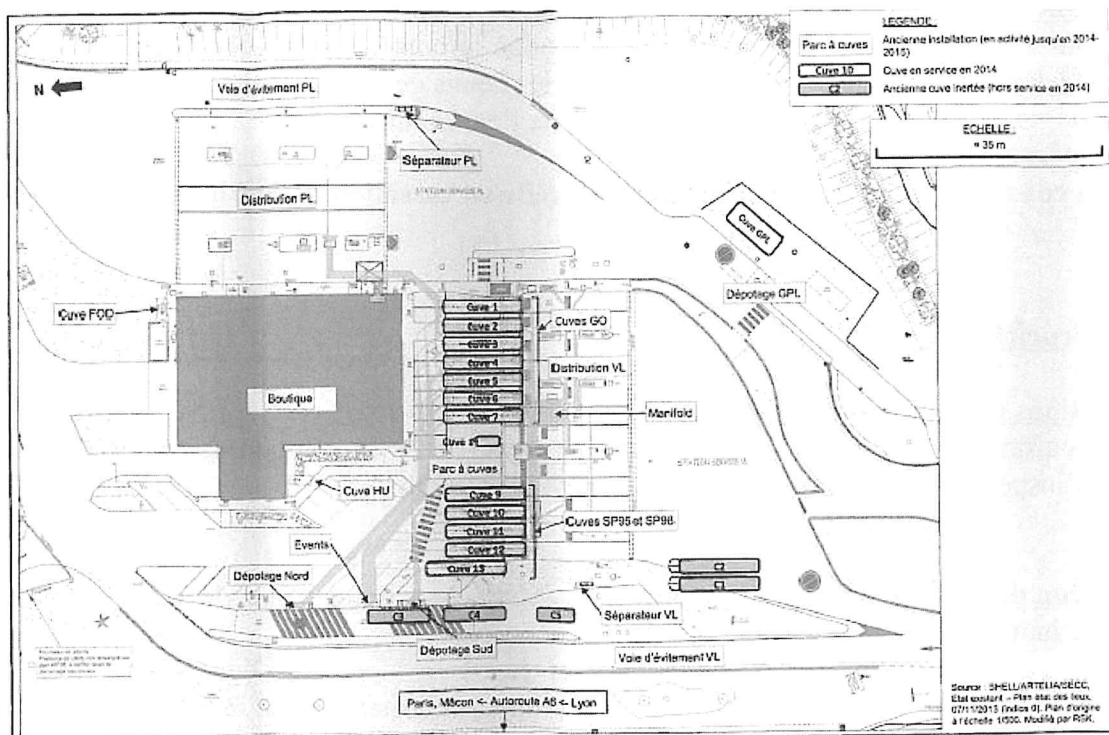 LEGENDE :
Parc à cuves
Ancienne installation (en activité jusqu'en 2014-
2015)
Cuve 10
Cuve en service en 2014
C2
Ancienne cuve inertée (hors service en 2014)
ECHELLE :
≈ 35 m
N
Voie d'évitement PL
Séparateur PL
STATION SERVICE PL
Distribution PL
Cuve GPL
Dépotage GPL
Cuve FOD
Cuve 1
Cuve 2
Cuve 3
Cuve 4
Cuve 5
Cuve 6
Cuve 7
Cuves GO
Distribution VL
Boutique
Manifold
Parc à cuves
STATION SERVICE VL
Cuve HU
Cuve 9
Cuve 10
Cuve 11
Cuve 12
Cuve 13
Cuves SP95 et SP98
Events
Dépotage Nord
C2
C1
C3
C4
C5
Séparateur VL
Dépotage Sud
Voie d'évitement VL
Paris, Mâcon <- Autoroute A6 <- Lyon
Source : SHELL/ARTELIA/SECC,
Etat existant – Plan état des lieux,
07/11/2013 (indice 0). Plan d'origine
à l'échelle 1/500. Modifié par RSK.